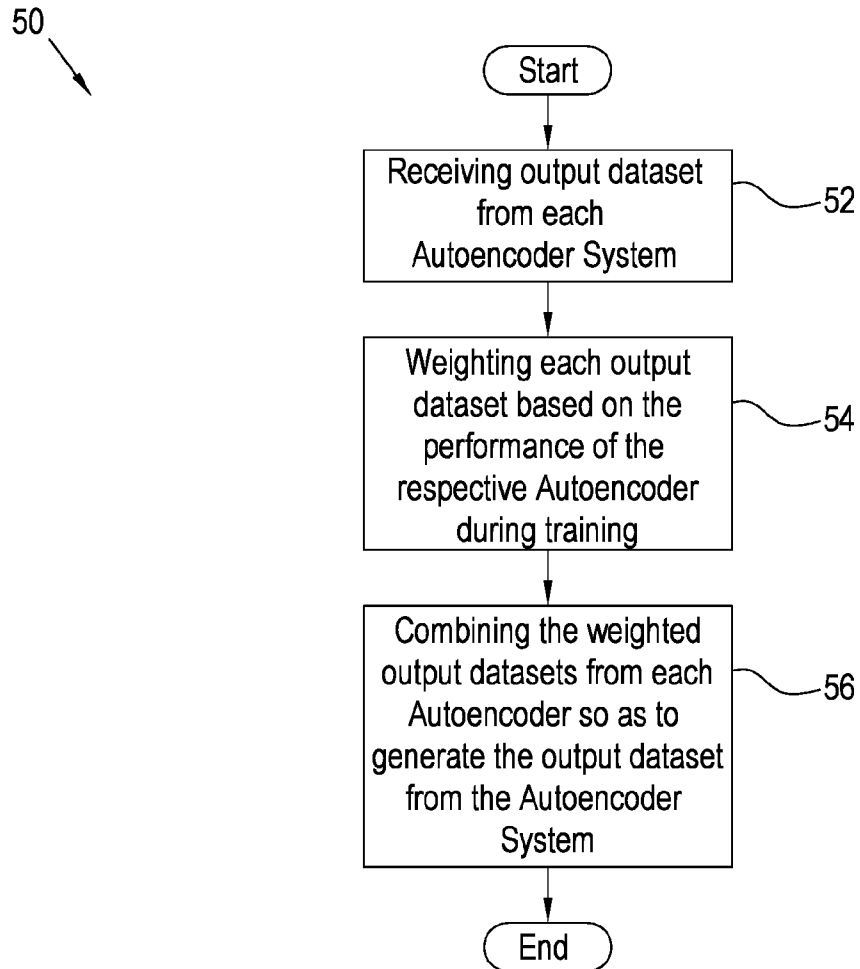 50
Start
Receiving output dataset
from each
Autoencoder System
52
Weighting each output
dataset based on the
performance of the
respective Autoencoder
during training
54
Combining the weighted
output datasets from each
Autoencoder so as to
generate the output dataset
from the Autoencoder
System
56
End